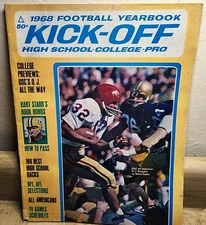 1968 FOOTBALL YEARBOOK
50¢
KICK-OFF
HIGH SCHOOL·COLLEGE·PRO
COLLEGE
PREVIEWS:
USC'S O.J.
ALL THE WAY
BART STARR'S
BOOK BONUS
HOW TO PASS
100 BEST
HIGH SCHOOL
BACKS
NFL, AFL
SELECTIONS
ALL-AMERICANS
TV GAMES
SCHEDULES
32